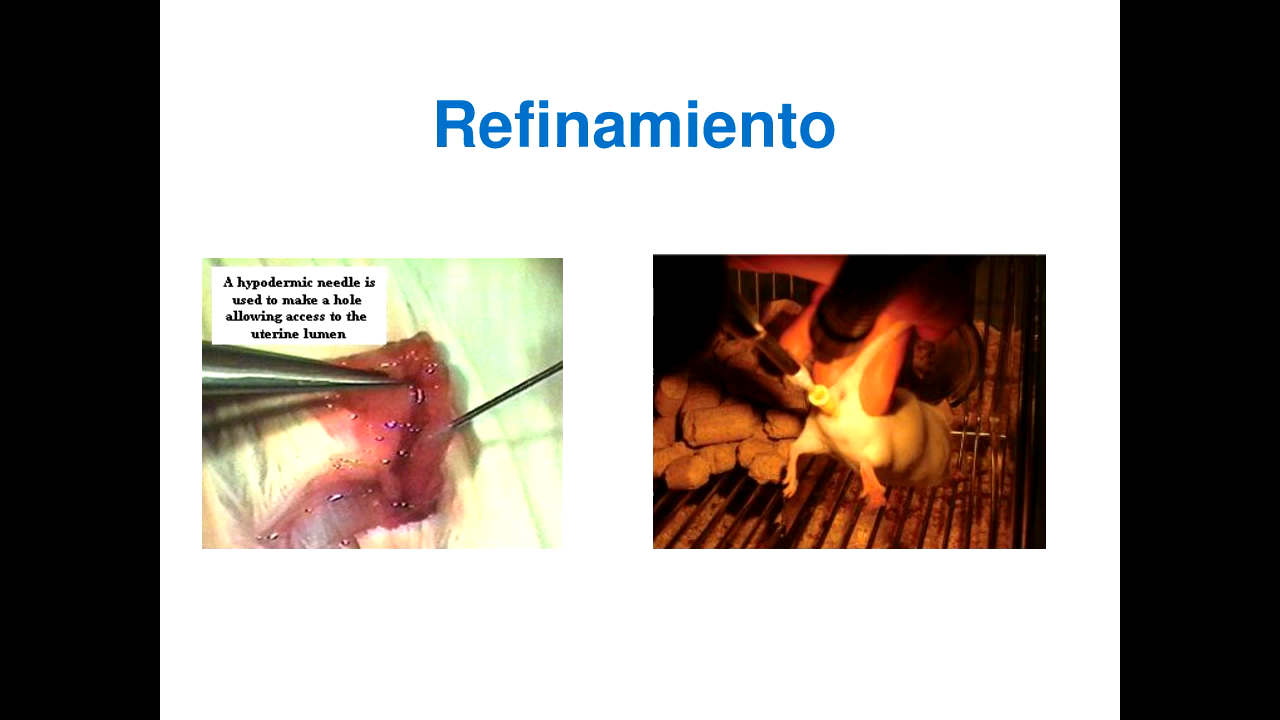 Refinamiento
A hypodermic needle is
used to make a hole
allowing access to the
uterine lumen